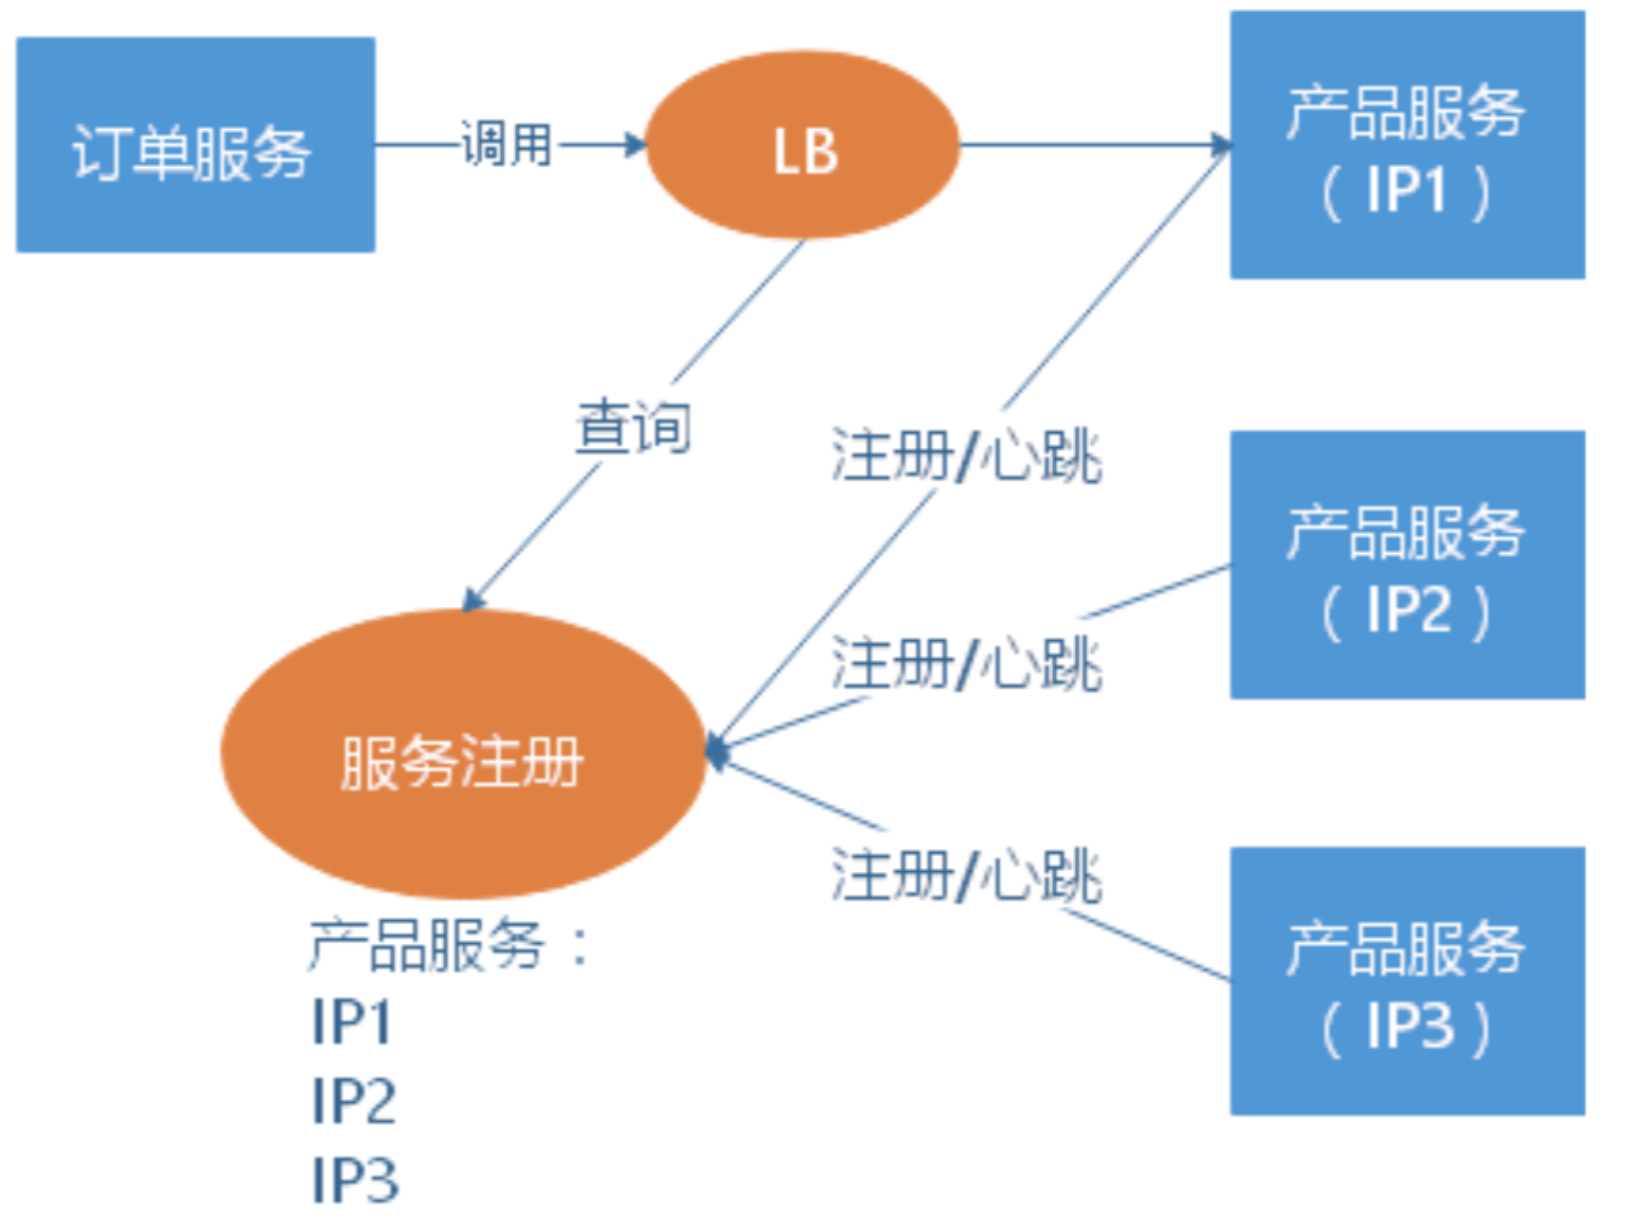 订单服务
调用
LB
产品服务
（ IP1 ）
查询
注册/心跳
产品服务
（ IP2 ）
注册/心跳
服务注册
注册/心跳
产品服务
（ IP3 ）
产品服务：
IP1
IP2
IP3